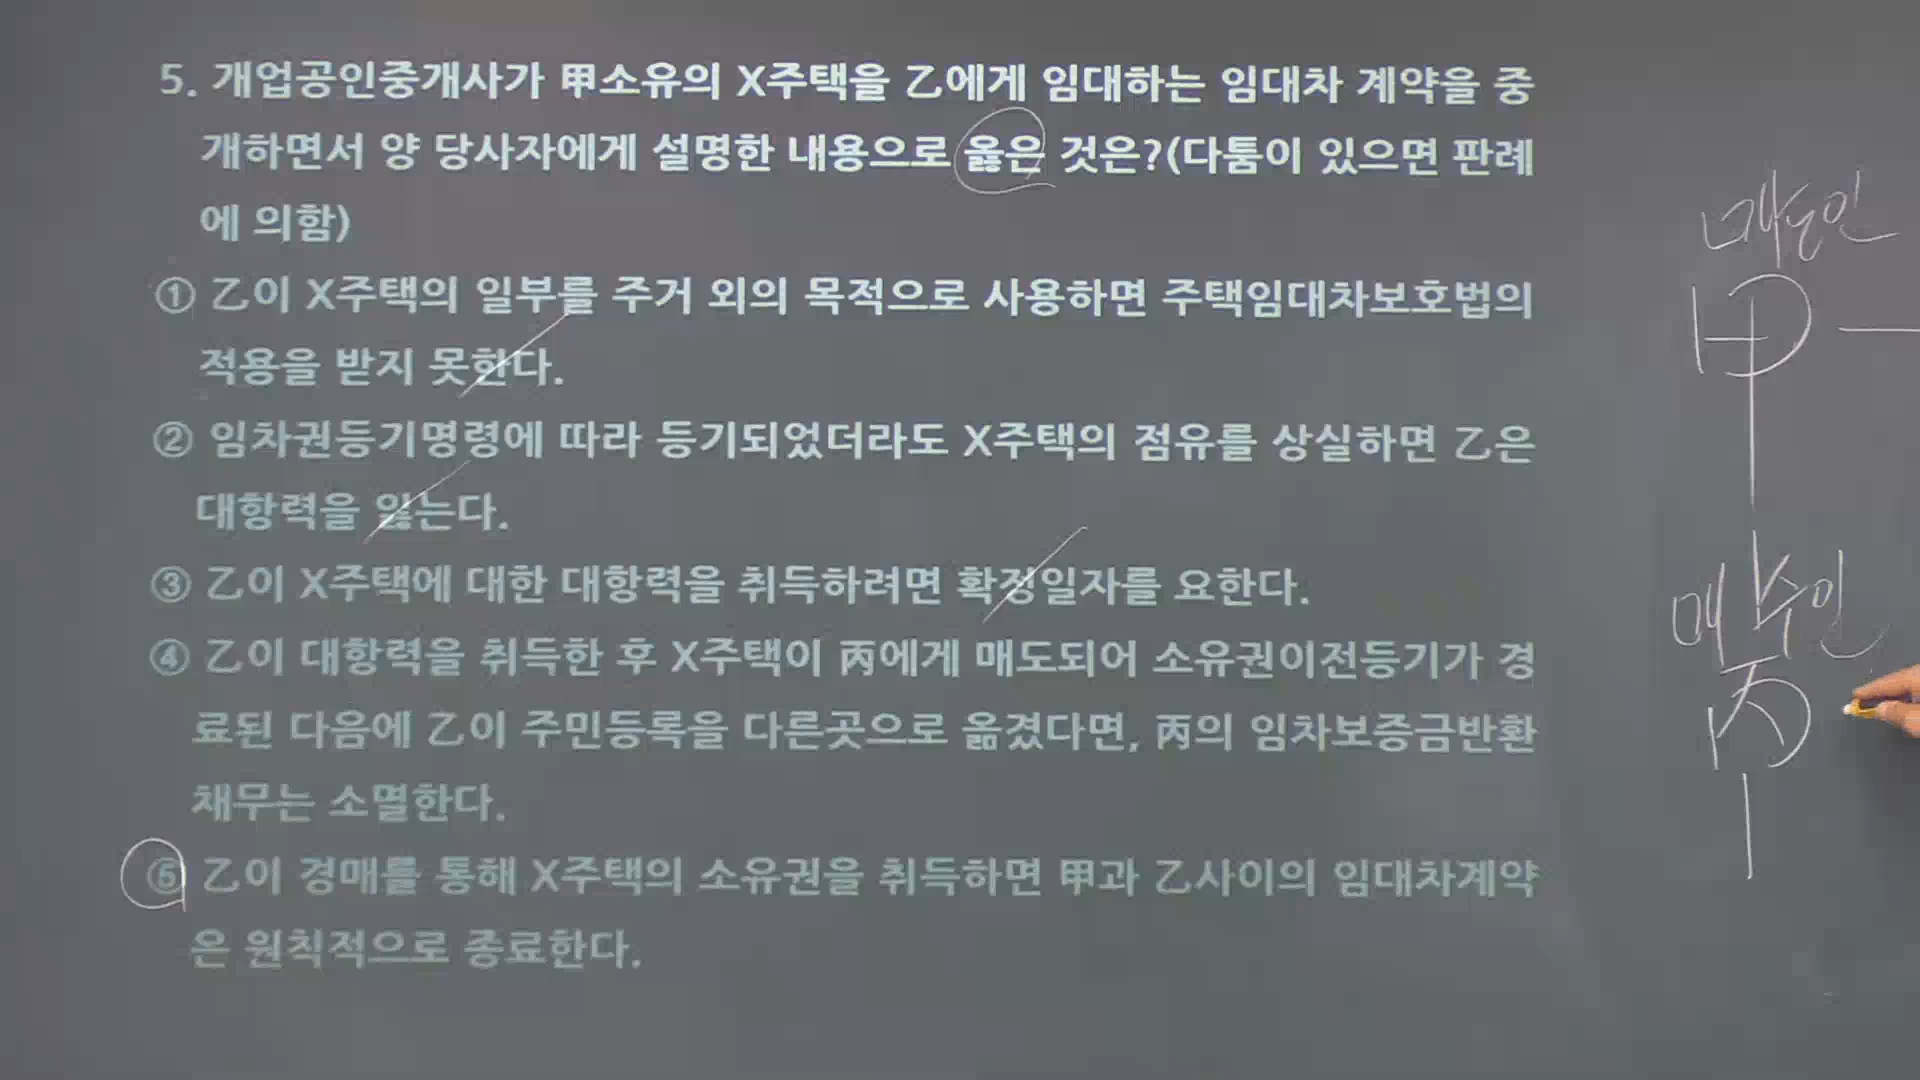 5. 개업공인중개사가 甲소유의 X주택을 乙에게 임대하는 임대차 계약을 중
개하면서 양 당사자에게 설명한 내용으로 옳은 것은?(다툼이 있으면 판례
에 의함)
① 乙이 X주택의 일부를 주거 외의 목적으로 사용하면 주택임대차보호법의
적용을 받지 못한다.
② 임차권등기명령에 따라 등기되었더라도 X주택의 점유를 상실하면 乙은
대항력을 잃는다.
③ 乙이 X주택에 대한 대항력을 취득하려면 확정일자를 요한다.
④ 乙이 대항력을 취득한 후 X주택이 丙에게 매도되어 소유권이전등기가 경
료된 다음에 乙이 주민등록을 다른곳으로 옮겼다면, 丙의 임차보증금반환
채무는 소멸한다.
⑤ 乙이 경매를 통해 X주택의 소유권을 취득하면 甲과 乙사이의 임대차계약
은 원칙적으로 종료한다.
매도인
甲
매수인
丙